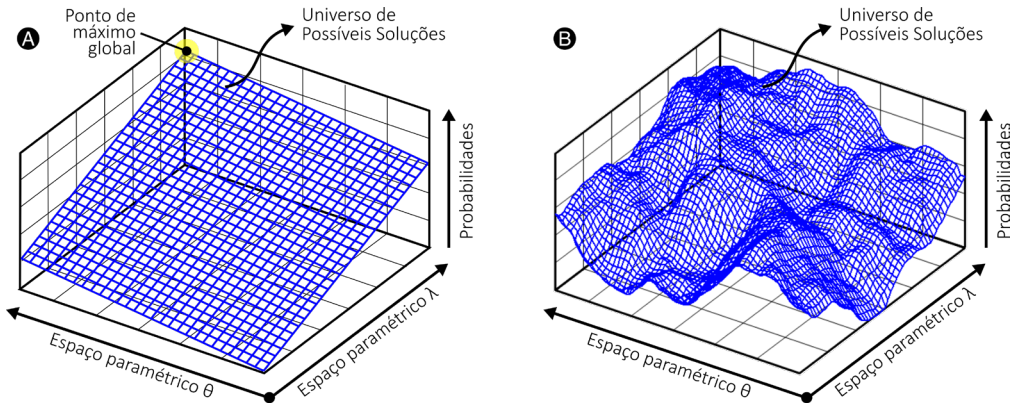 A
Ponto de
máximo
global
Universo de
Possíveis Soluções
Probabilidades
Espaço paramétrico θ
Espaço paramétrico λ
B
Universo de
Possíveis Soluções
Probabilidades
Espaço paramétrico θ
Espaço paramétrico λ